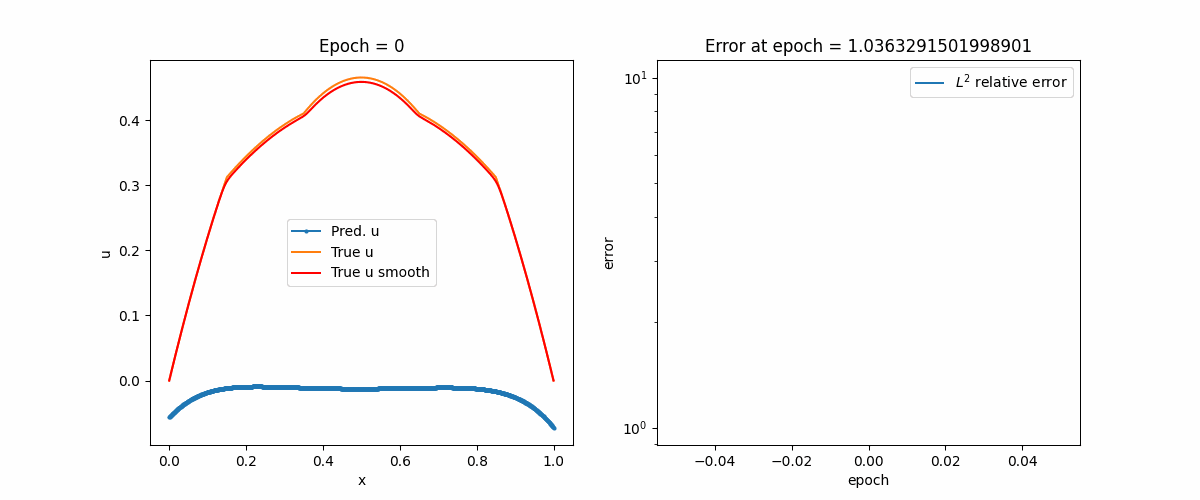 Epoch = 0
0.4
0.3
0.2
0.1
0.0
u
Pred. u
True u
True u smooth
0.0 0.2 0.4 0.6 0.8 1.0
x
Error at epoch = 1.0363291501998901
10¹
10⁰
error
L² relative error
−0.04 −0.02 0.00 0.02 0.04
epoch